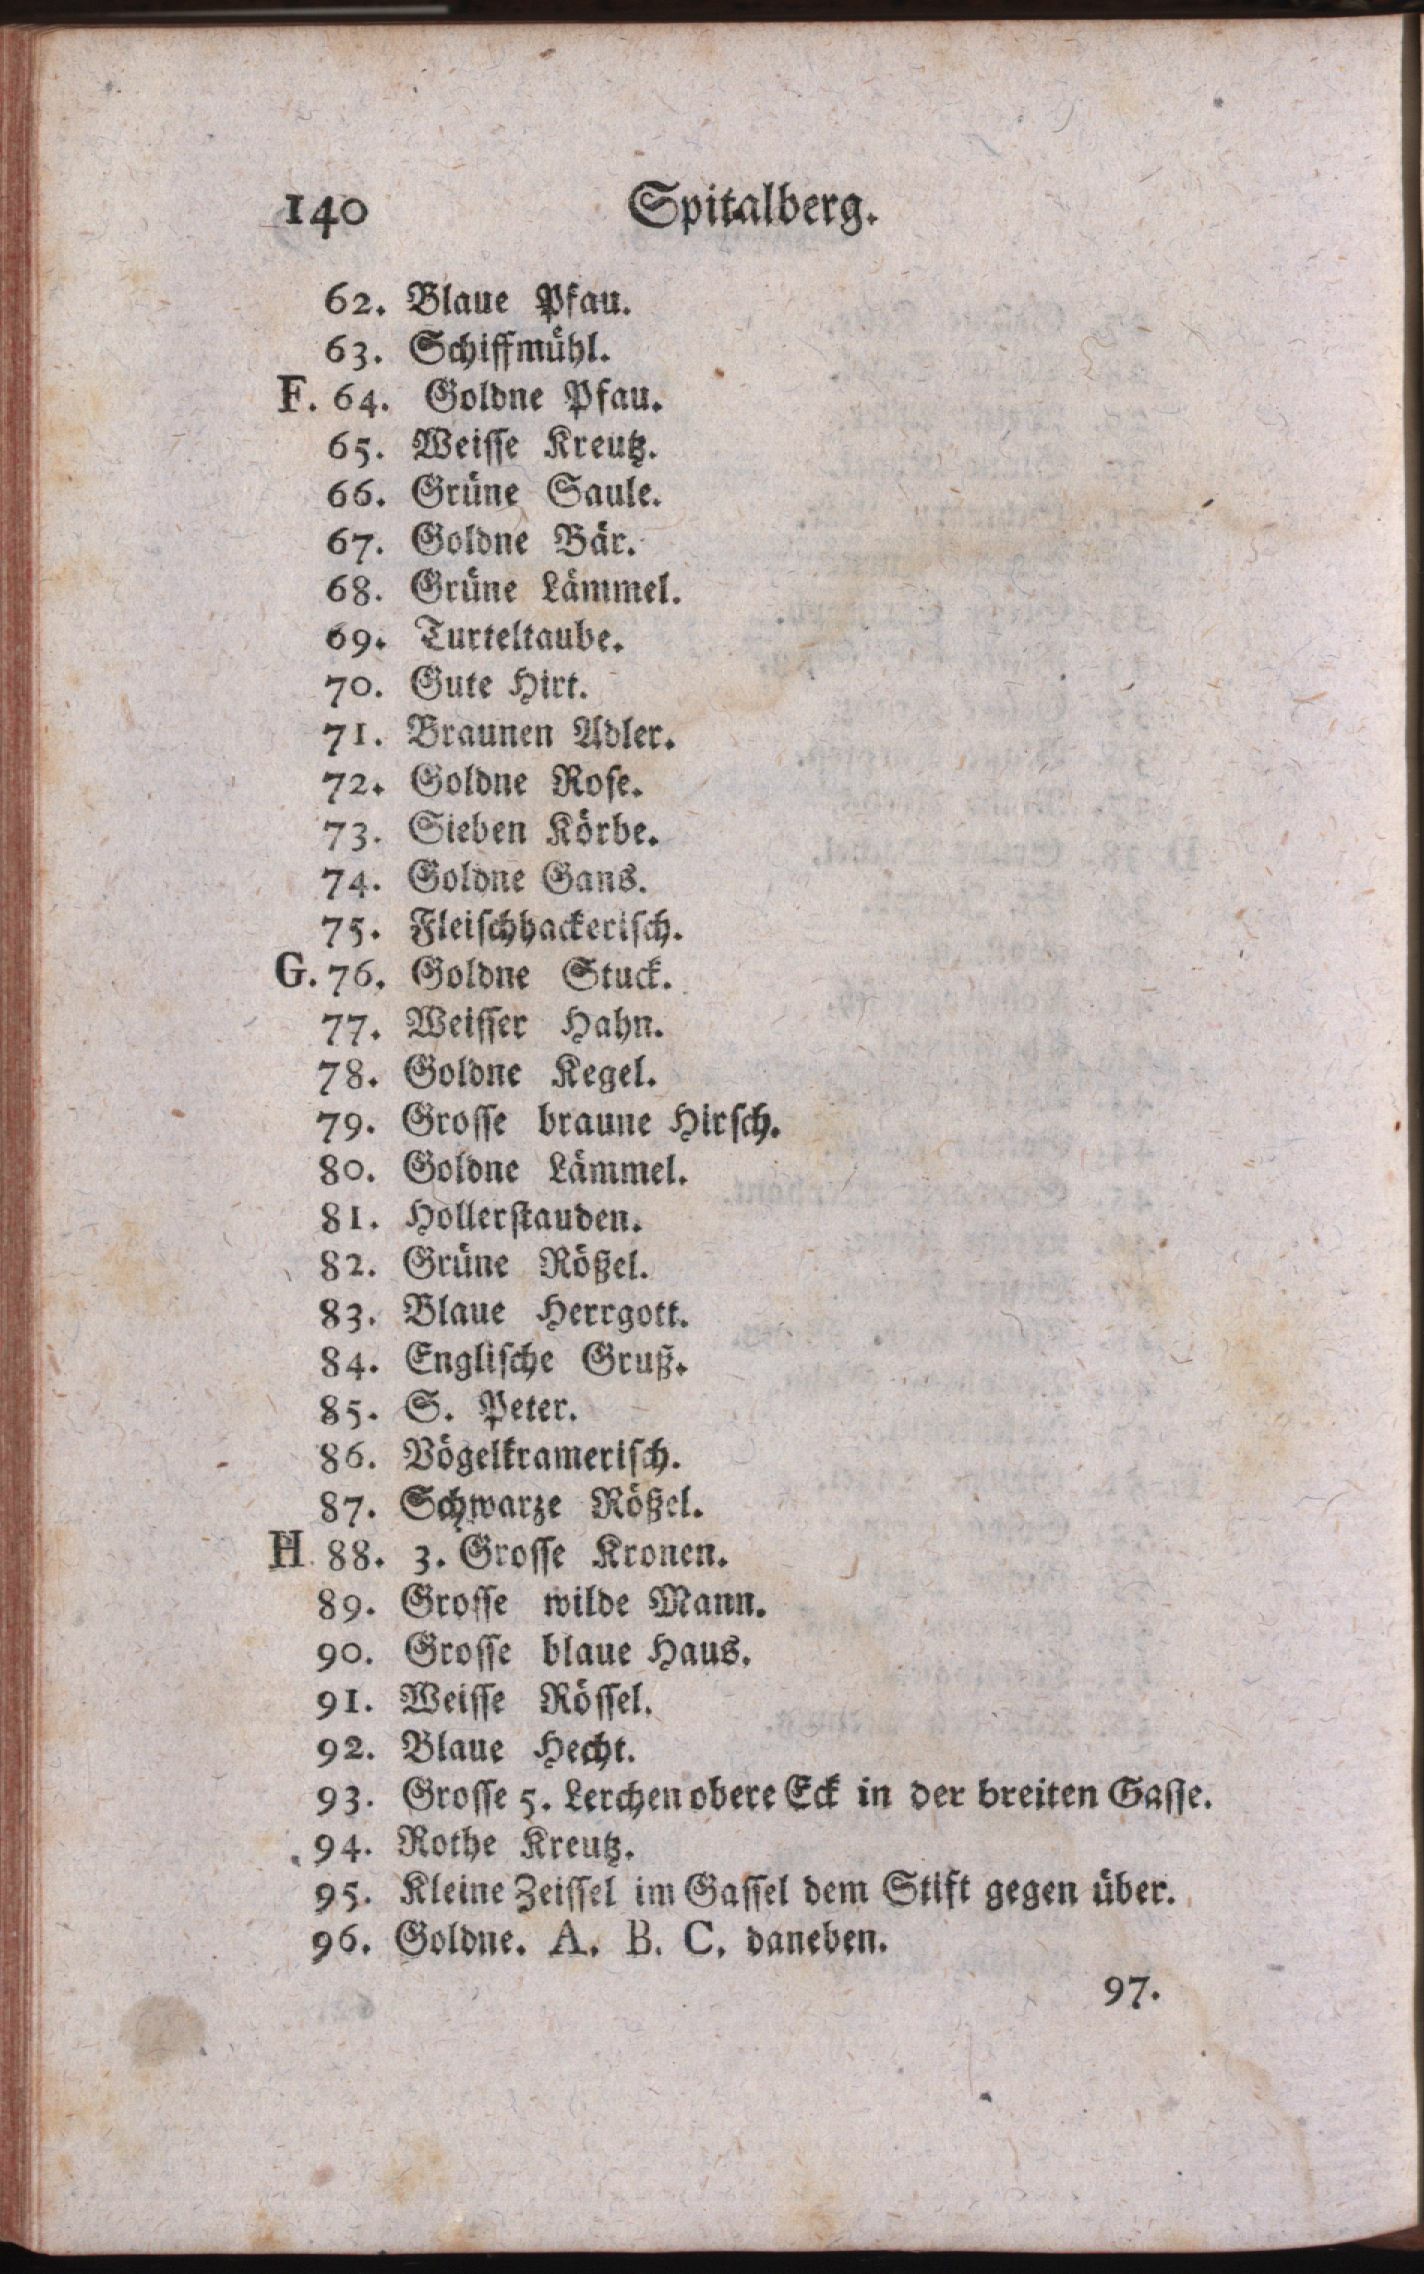 140 Spitalberg.
62. Blaue Pfau.
63. Schiffmühl.
F. 64. Goldne Pfau.
65. Weisse Kreutz.
66. Grüne Saule.
67. Goldne Bär.
68. Grüne Lämmel.
69. Turteltaube.
70. Gute Hirt.
71. Braunen Adler.
72. Goldne Rose.
73. Sieben Körbe.
74. Goldne Gans.
75. Fleischhackerisch.
G. 76. Goldne Stuck.
77. Weisser Hahn.
78. Goldne Kegel.
79. Grosse braune Hirsch.
80. Goldne Lämmel.
81. Hollerstauden.
82. Grüne Rößel.
83. Blaue Herrgott.
84. Englische Gruß.
85. S. Peter.
86. Vögelkramerisch.
87. Schwarze Rößel.
H 88. 3. Grosse Kronen.
89. Grosse wilde Mann.
90. Grosse blaue Haus.
91. Weisse Rössel.
92. Blaue Hecht.
93. Grosse 5. Lerchen obere Eck in der breiten Gasse.
94. Rothe Kreutz.
95. Kleine Zeissel im Gassel dem Stift gegen über.
96. Goldne. A. B. C. daneben.
97.